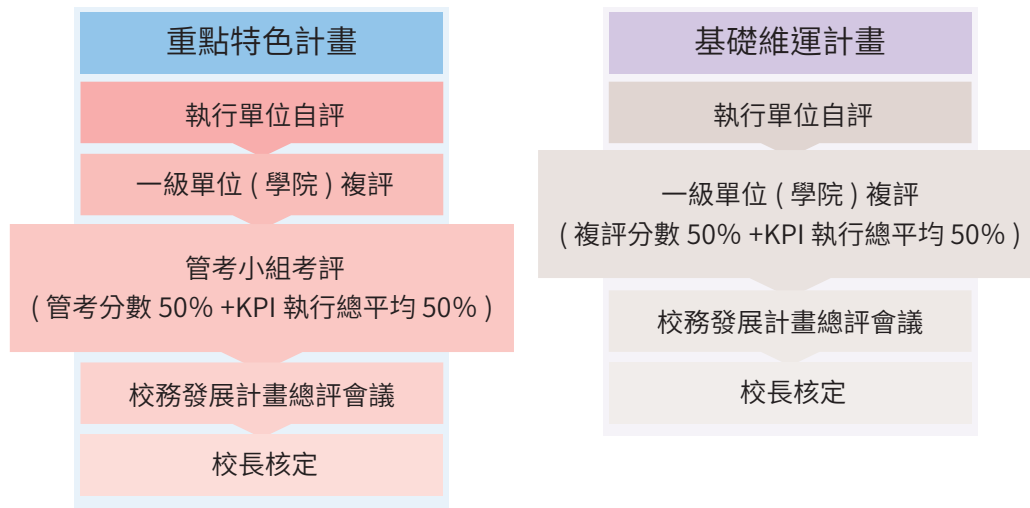 重點特色計畫
執行單位自評
一級單位 ( 學院 ) 複評
管考小組考評
( 管考分數 50% +KPI 執行總平均 50% )
校務發展計畫總評會議
校長核定
基礎維運計畫
執行單位自評
一級單位 ( 學院 ) 複評
( 複評分數 50% +KPI 執行總平均 50% )
校務發展計畫總評會議
校長核定